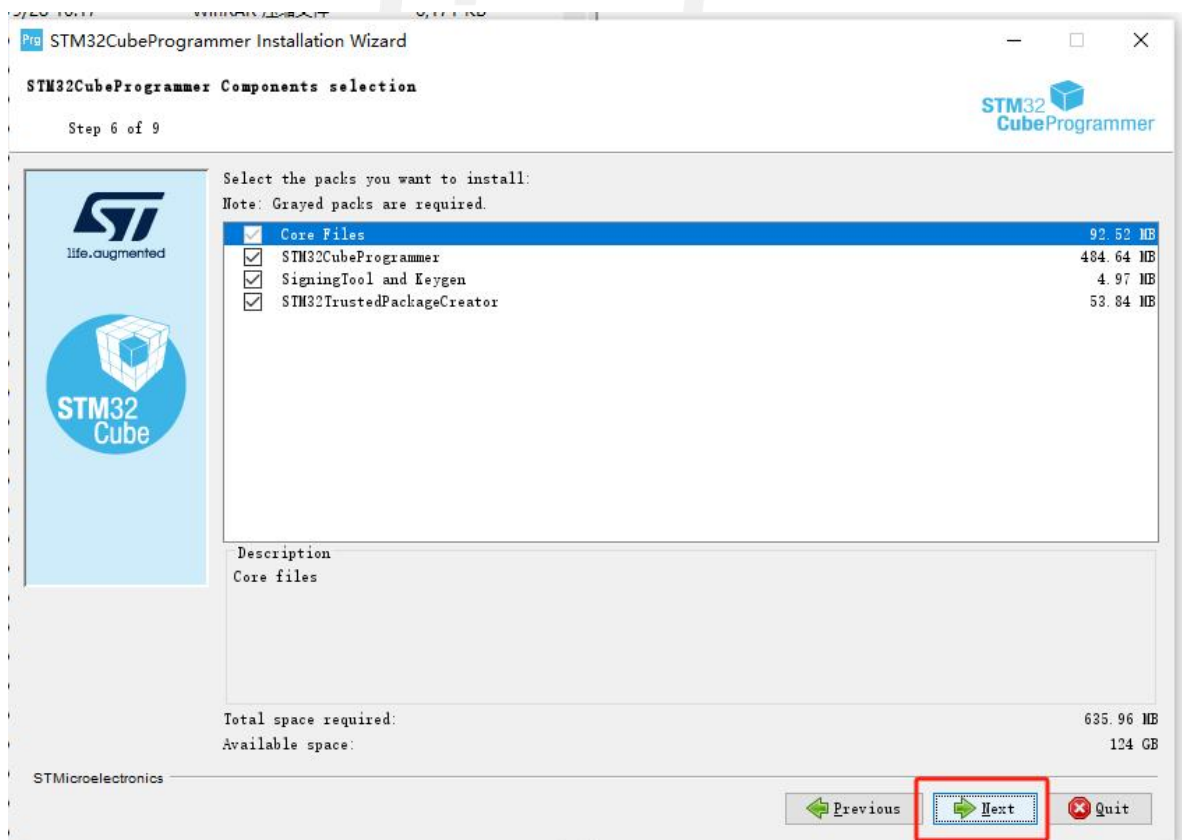 STM32CubeProgrammer Installation Wizard
STM32CubeProgrammer Components selection
Step 6 of 9
STM32
CubeProgrammer
Select the packs you want to install:
Note: Grayed packs are required.
life.augmented
Core Files 92.52 MB
STM32CubeProgrammer 484.64 MB
SigningTool and Keygen 4.97 MB
STM32TrustedPackageCreator 53.84 MB
STM32
Cube
Description
Core files
Total space required: 635.96 MB
Available space: 124 GB
STMicroelectronics
Previous Next Quit